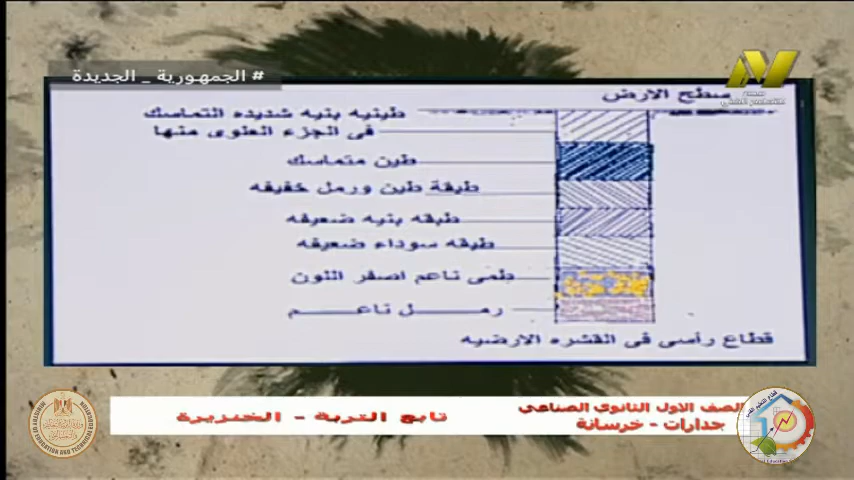 # الجمهورية _ الجديدة
سطح الارض
طينيه بنيه شديده التماسك
فى الجزء العلوى منها
طين متماسك
طبقة طين ورمل خفيفه
طبقه بنيه ضعيفه
طبقه سوداء ضعيفه
طمى ناعم اصفر اللون
رمل ناعم
قطاع رأسى فى القشره الارضيه
الصف الاول الثانوى الصناعى
جدارات - خرسانة
تابع التربة - الخنزيرة